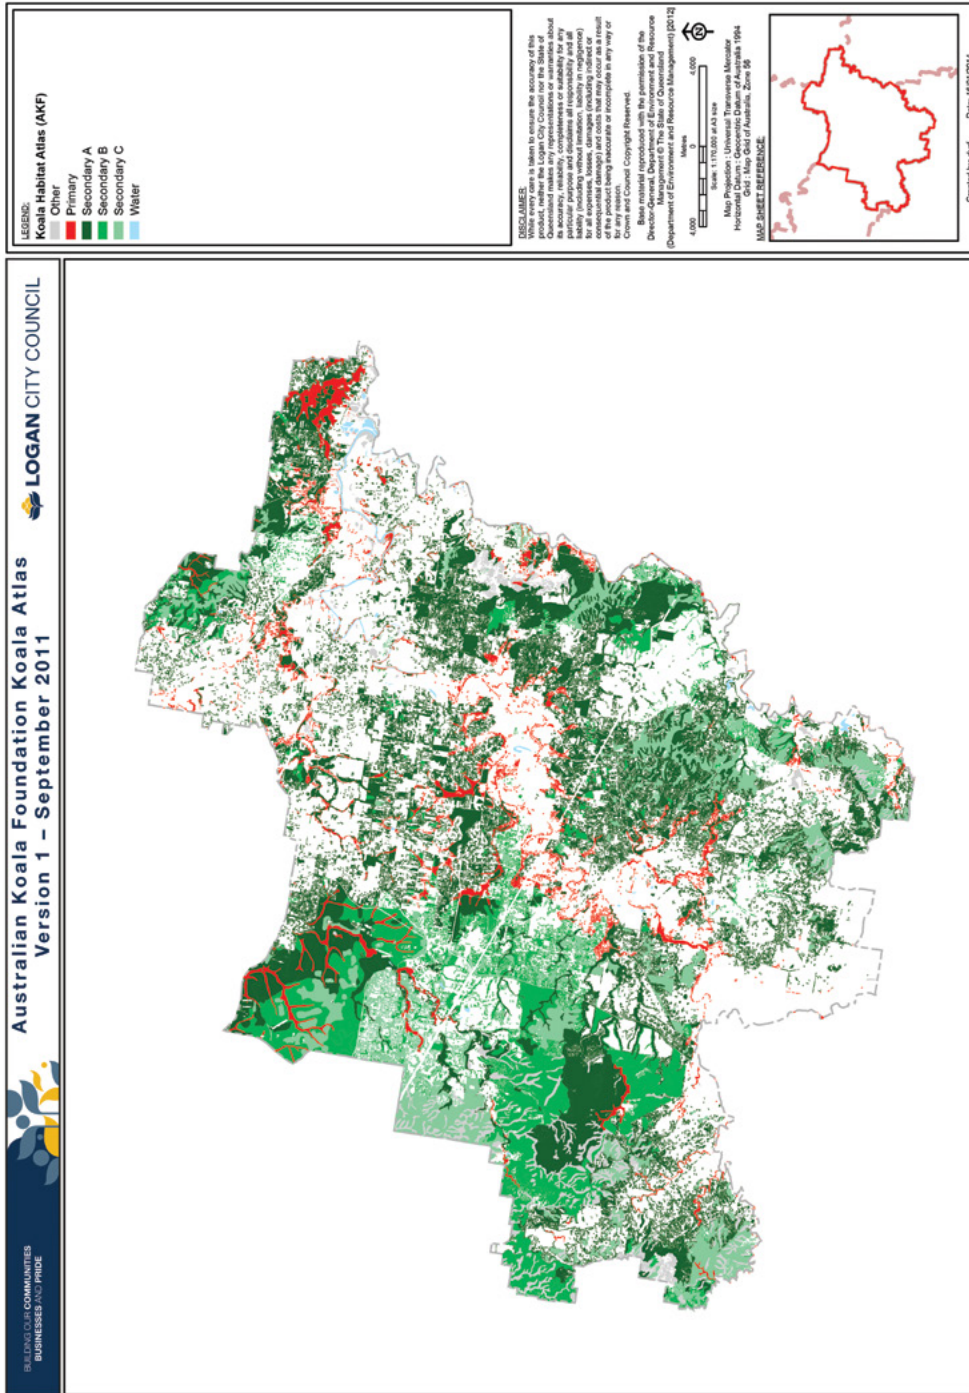 BUILDING OUR COMMUNITIES
BUSINESSES AND PRIDE
Australian Koala Foundation Koala Atlas
Version 1 – September 2011
LOGAN CITY COUNCIL
LEGEND:
Koala Habitat Atlas (AKF)
Other
Primary
Secondary A
Secondary B
Secondary C
Water
DISCLAIMER
While every care is taken to ensure the accuracy of this
product, neither the Logan City Council nor the State of
Queensland makes any representations or warranties about
its accuracy, reliability, completeness or suitability for any
particular purpose and disclaims all responsibility and all
liability (including without limitation, liability in negligence)
for all expenses, losses, damages (including indirect or
consequential damage) and costs that may occur as a result
of the product being inaccurate or incomplete in any way or
for any reason.
Crown and Council Copyright Reserved.
Base material reproduced with the permission of the
Director-General, Department of Environment and Resource
Management © The State of Queensland
(Department of Environment and Resource Management) [2012]
4,000 0 4,000
Metres
N
Scale: 1:170,000 at A3 size
Map Projection : Universal Transverse Mercator
Horizontal Datum : Geocentric Datum of Australia 1994
Grid : Map Grid of Australia, Zone 56
MAP SHEET REFERENCE: